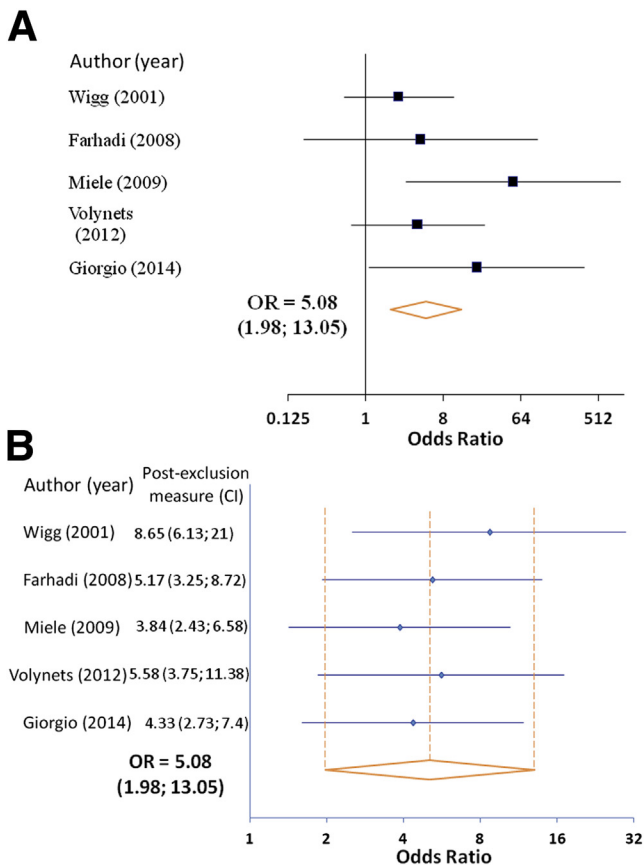 A
Author (year)
Wigg (2001)
Farhadi (2008)
Miele (2009)
Volynets
(2012)
Giorgio (2014)
OR = 5.08
(1.98; 13.05)
0.125 1 8 64 512
Odds Ratio
B
Author (year) Post-exclusion
measure (CI)
Wigg (2001) 8.65 (6.13; 21)
Farhadi (2008) 5.17 (3.25; 8.72)
Miele (2009) 3.84 (2.43; 6.58)
Volynets (2012) 5.58 (3.75; 11.38)
Giorgio (2014) 4.33 (2.73; 7.4)
OR = 5.08
(1.98; 13.05)
1 2 4 8 16 32
Odds Ratio